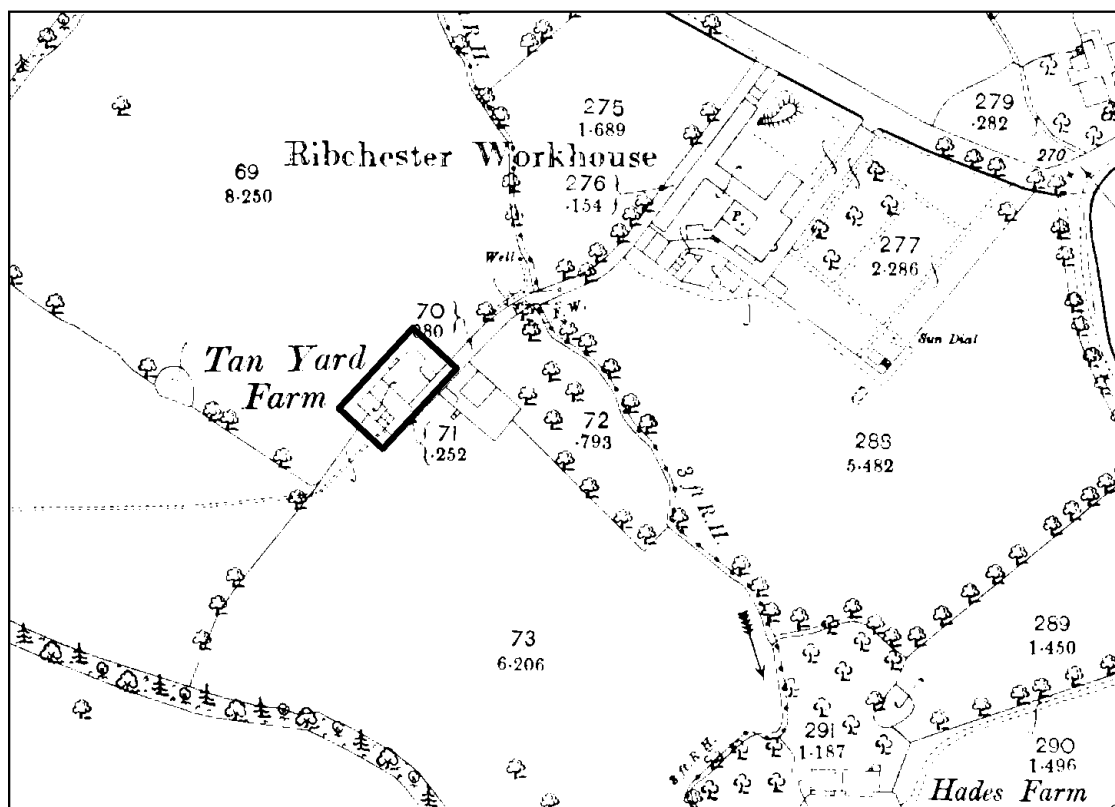 R.H.
275
1·689
279
·282
270
Ribchester Workhouse
69
8·250
276
·154
P.
277
2·286
Well
70
F. W.
Sun Dial
Tan Yard
Farm
71
·252
72
·793
288
5·482
3 ft R.H.
73
6·206
289
1·450
291
1·187
290
1·496
3 ft R.H.
Hades Farm